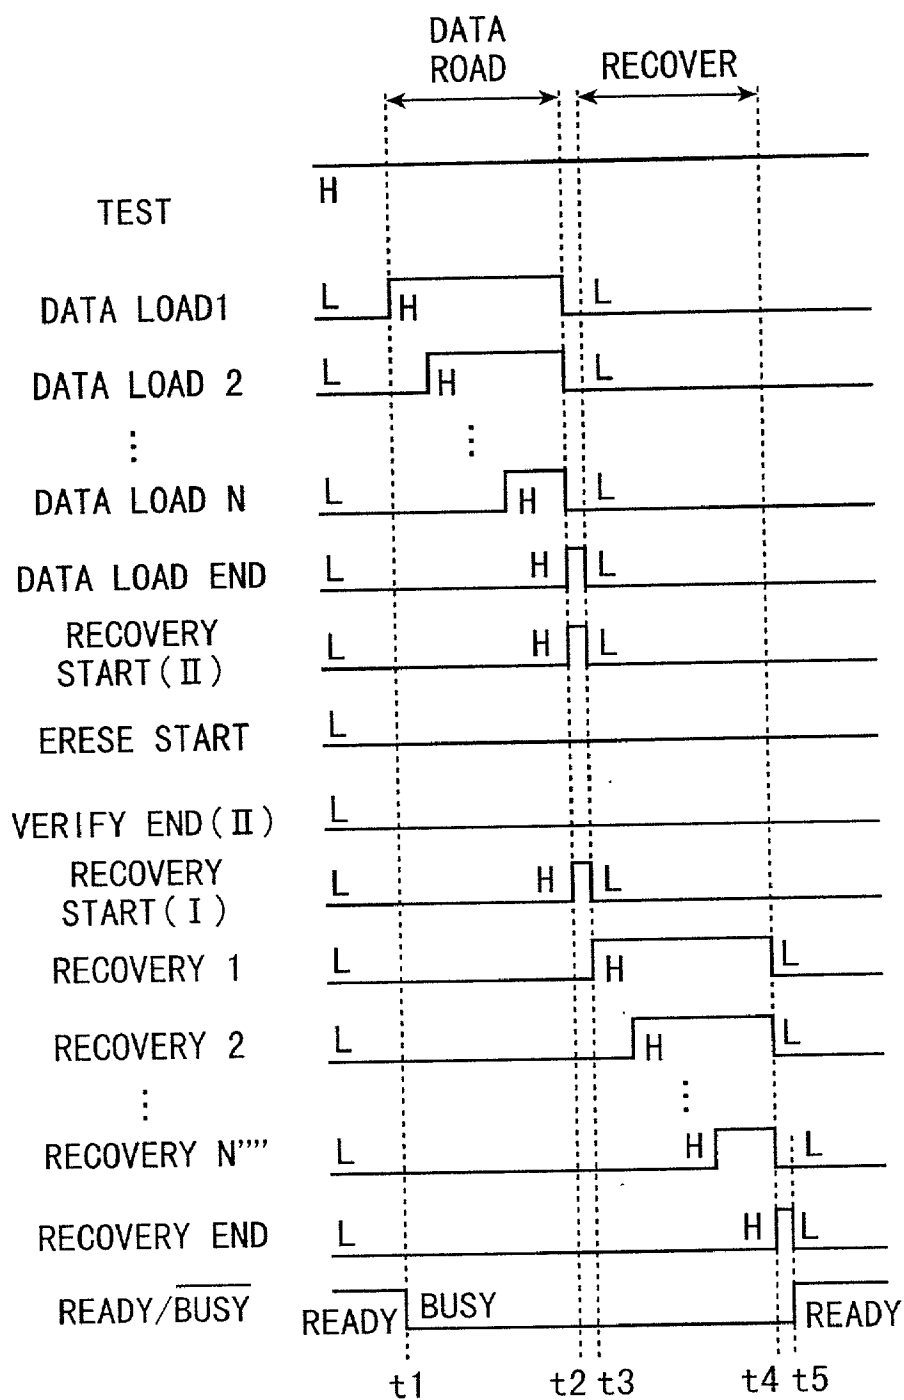 DATA
ROAD
RECOVER
TEST H
DATA LOAD1 L H L
DATA LOAD 2 L H L
⋮ ⋮
DATA LOAD N L H L
DATA LOAD END L H L
RECOVERY
START(Ⅱ) L H L
ERESE START L
VERIFY END(Ⅱ) L
RECOVERY
START(Ⅰ) L H L
RECOVERY 1 L H L
RECOVERY 2 L H L
⋮ ⋮
RECOVERY N'''' L H L
RECOVERY END L H L
READY/BUSY READY BUSY READY
t1 t2 t3 t4 t5